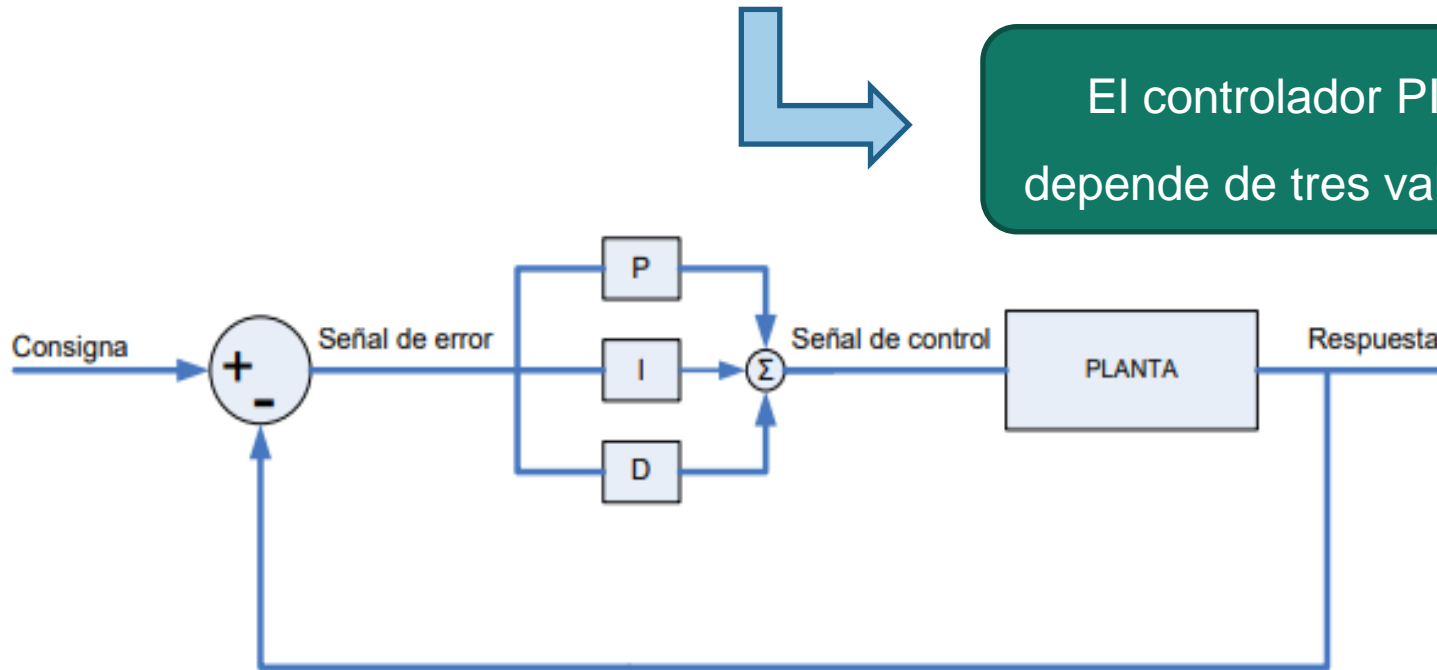 El controlador PI
depende de tres va
P
Consigna
Señal de error
Señal de control
Respuesta
+
-
I
Σ
PLANTA
D